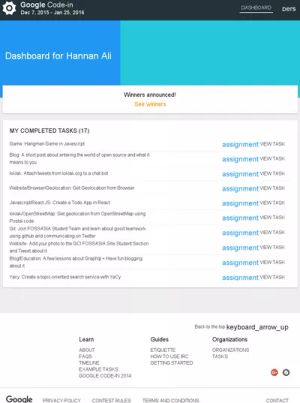 Google Code-in
Dec 7, 2015 - Jan 25, 2016
DASHBOARD
DERS
Dashboard for Hannan Ali
Winners announced!
See winners
MY COMPLETED TASKS (17)
Game: Hangman Game in Javascript
assignment VIEW TASK
Blog: A short post about entering the world of open source and what it
means to you
assignment VIEW TASK
loklak: Attach tweets from loklak.org to a chat bot
assignment VIEW TASK
Website/Browser/Geolocation: Get Geolocation from Browser
assignment VIEW TASK
Javascript/React JS: Create a Todo App in React
assignment VIEW TASK
loklak/OpenStreetMap: Get geolocation from OpenStreetMap using
Postal code
assignment VIEW TASK
Git: Join FOSSASIA Student Team and learn about good teamwork
using github and communicating on Twitter
assignment VIEW TASK
Website: Add your photo to the GCI FOSSASIA Site Student Section
and Tweet about it
assignment VIEW TASK
Blog/Education: A few lessons about Graphs + Have fun blogging
about it
assignment VIEW TASK
Yacy: Create a topic oriented search service with YaCy
assignment VIEW TASK
Back to the top keyboard_arrow_up
Learn
ABOUT
FAQS
TIMELINE
EXAMPLE TASKS
GOOGLE CODE-IN 2014
Guides
ETIQUETTE
HOW TO USE IRC
GETTING STARTED
Organizations
ORGANIZATIONS
TASKS
Google
PRIVACY POLICY
CONTEST RULES
TERMS AND CONDITIONS
CONTACT